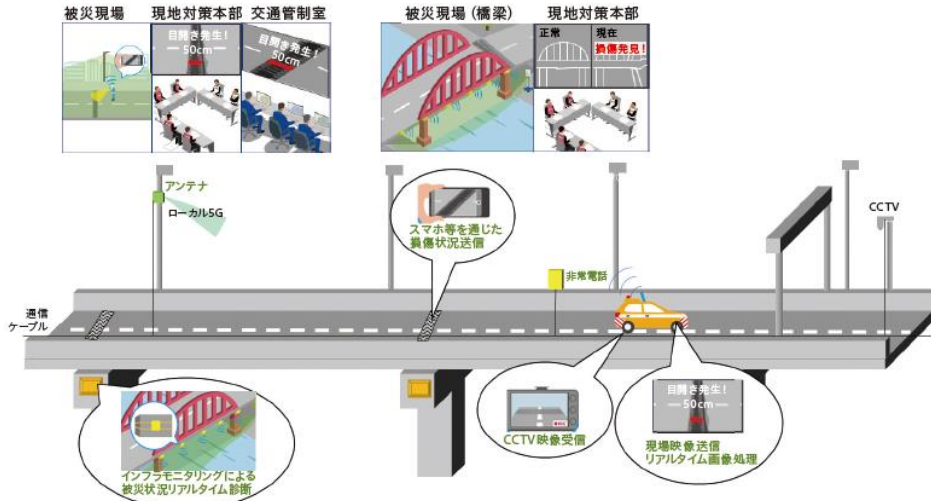 被災現場
現地対策本部
交通管制室
目開き発生!
50cm
目開き発生!
50cm
被災現場(橋梁)
現地対策本部
正常
現在
損傷発見!
アンテナ
ローカル5G
スマホ等を通じた
損傷状況送信
CCTV
非常電話
通信
ケーブル
インフラモニタリングによる
被災状況リアルタイム診断
CCTV映像受信
目開き発生!
50cm
現場映像送信
リアルタイム画像処理